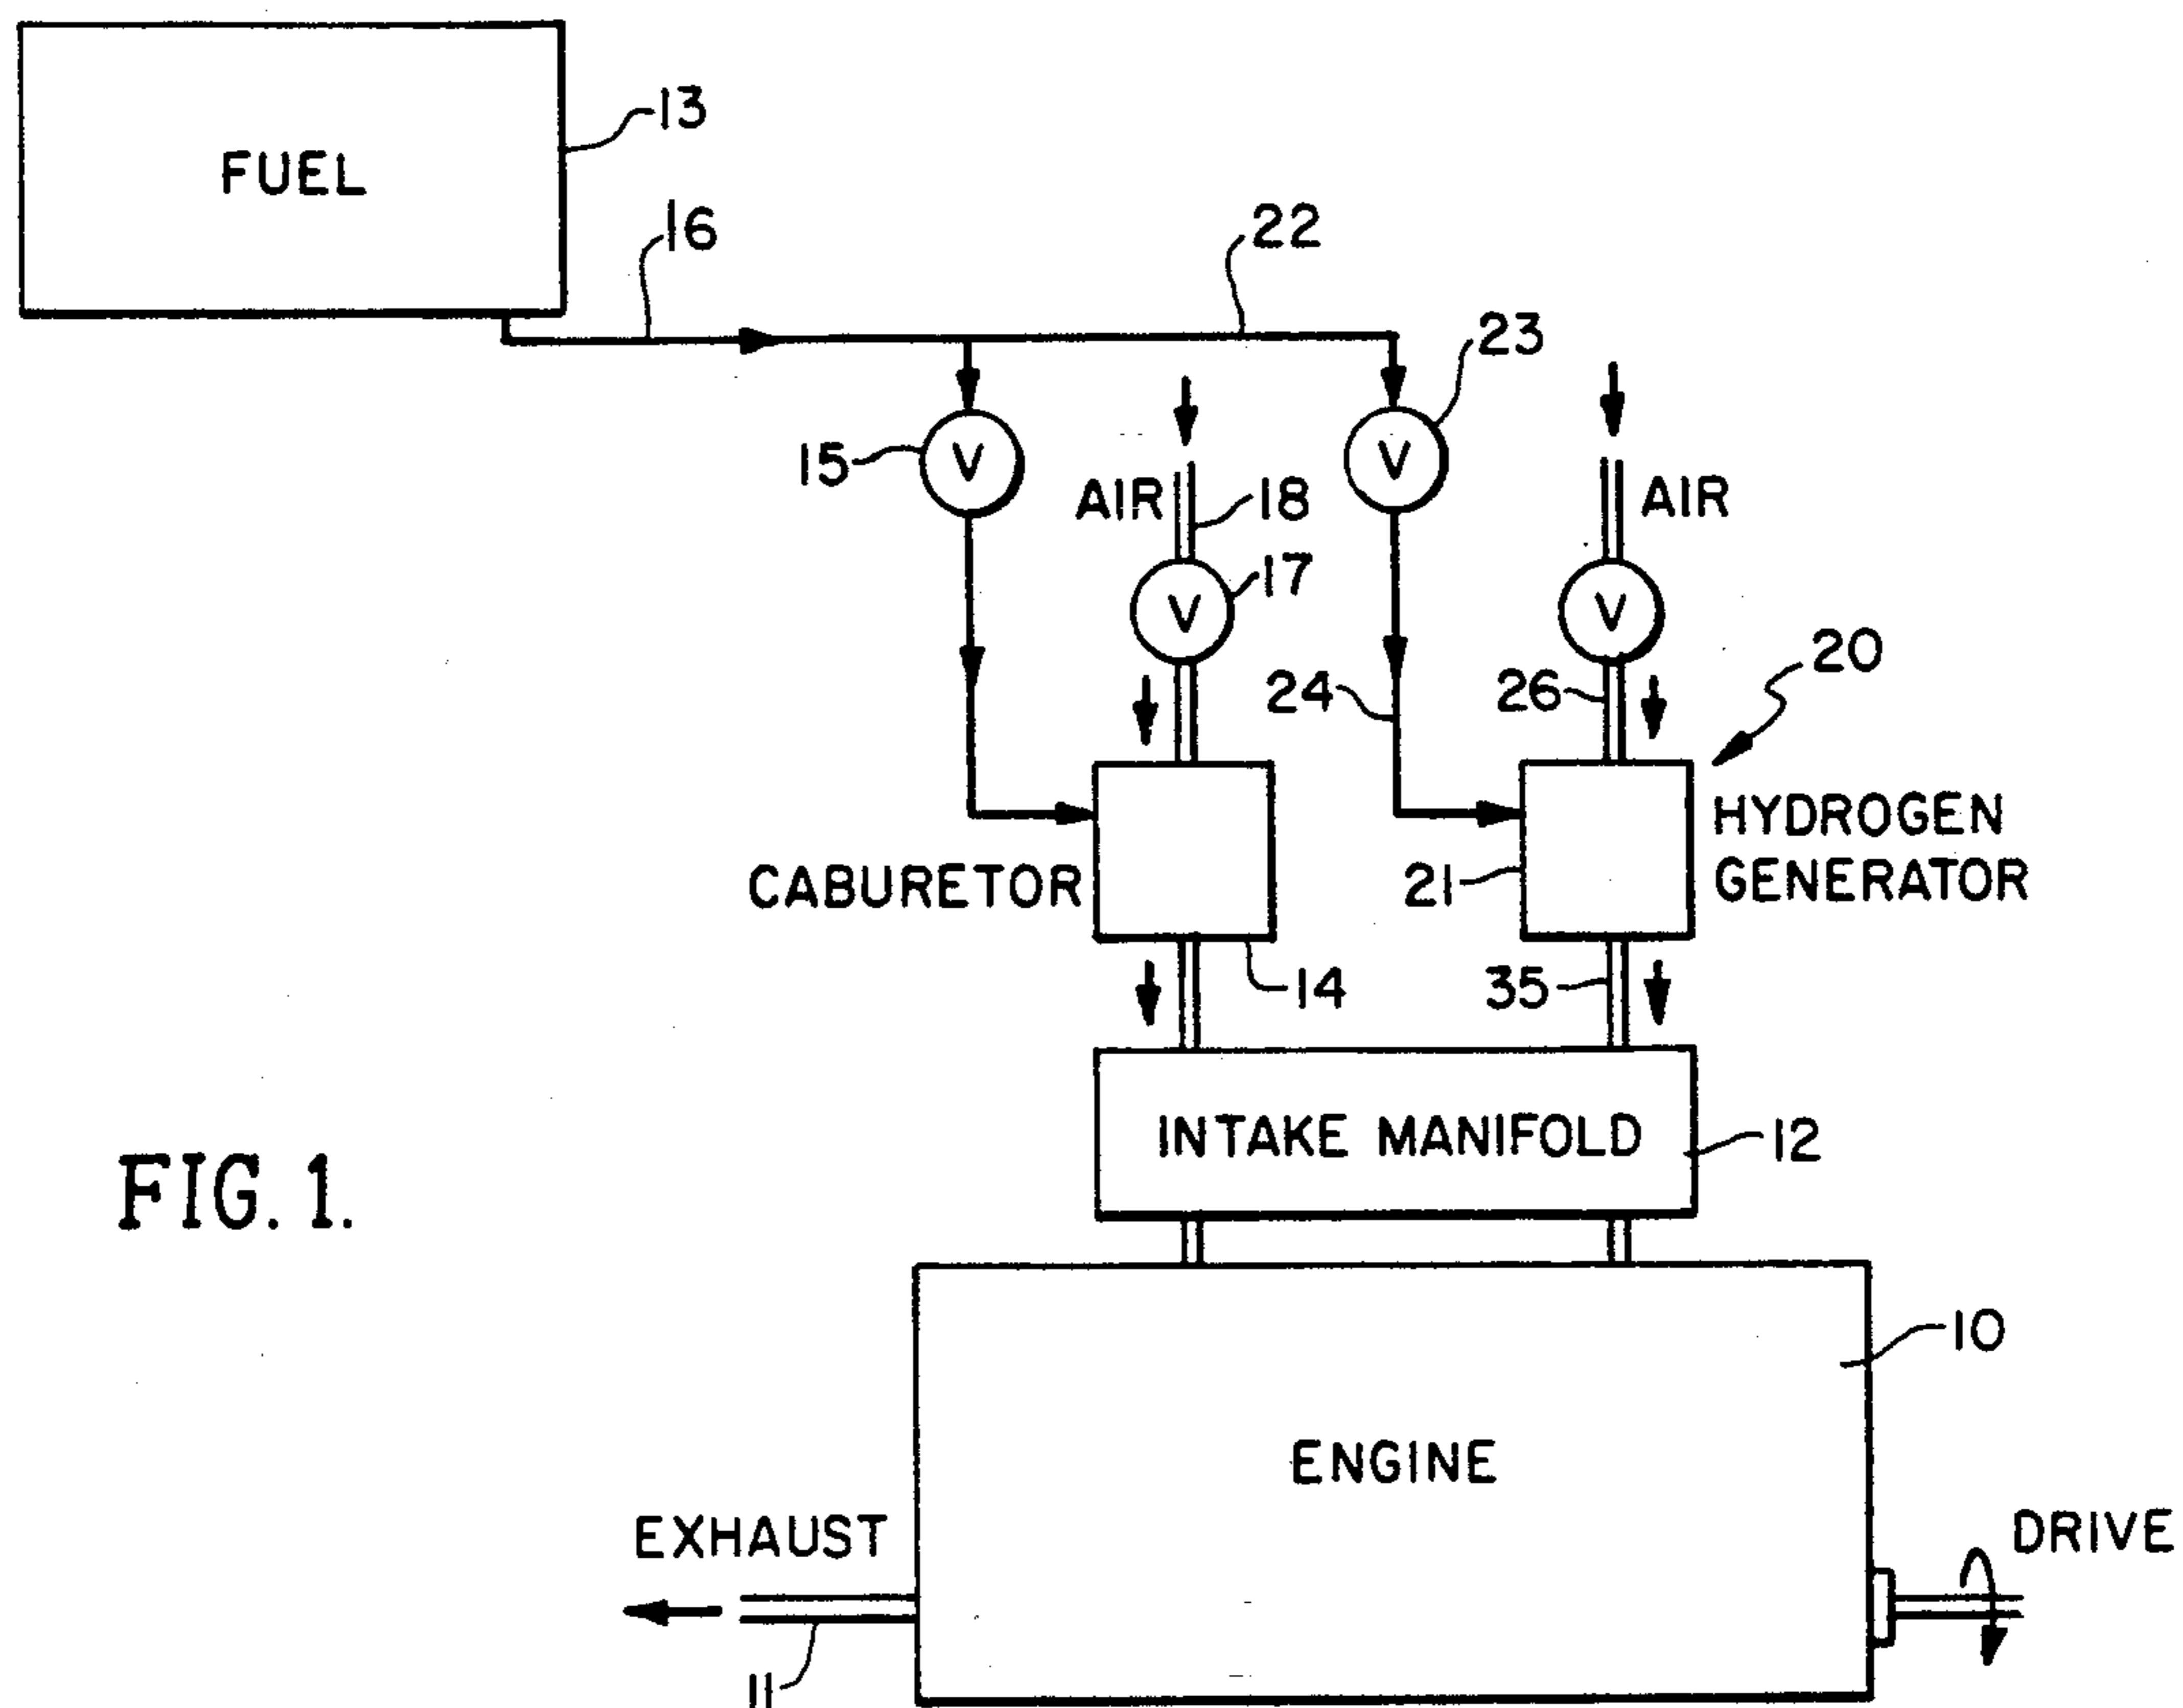 13
FUEL
16
22
23
15
V
V
AIR
18
AIR
17
V
V
20
24
26
HYDROGEN
GENERATOR
CABURETOR
21
14
35
INTAKE MANIFOLD
12
FIG. 1.
10
ENGINE
EXHAUST
DRIVE
11